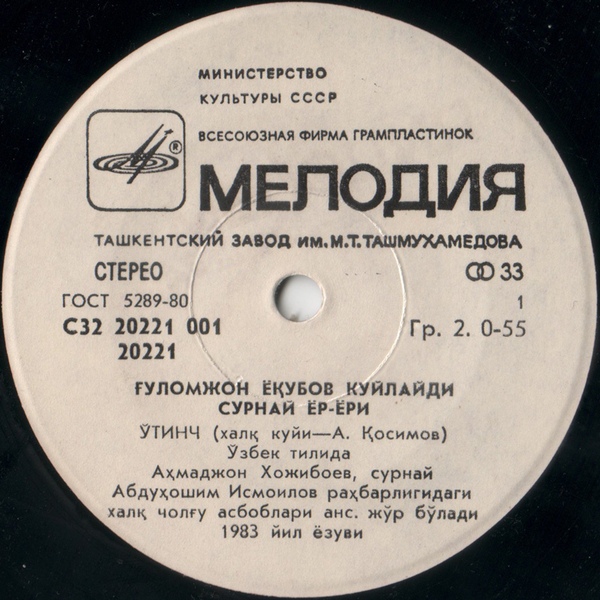 МИНИСТЕРСТВО
КУЛЬТУРЫ СССР
ВСЕСОЮЗНАЯ ФИРМА ГРАМПЛАСТИНОК
®
МЕЛОДИЯ
ТАШКЕНТСКИЙ ЗАВОД им. М.Т. ТАШМУХАМЕДОВА
СТЕРЕО 33
ГОСТ 5289-80 1
С32 20221 001 Гр. 2. 0-55
20221
ҒУЛОМЖОН ЁҚУБОВ КУЙЛАЙДИ
СУРНАЙ ЁР-ЁРИ
ЎТИНЧ (халқ куйи—А. Қосимов)
Ўзбек тилида
Аҳмаджон Хожибоев, сурнай
Абдуҳошим Исмоилов раҳбарлигидаги
халқ чолғу асбоблари анс. жўр бўлади
1983 йил ёзуви